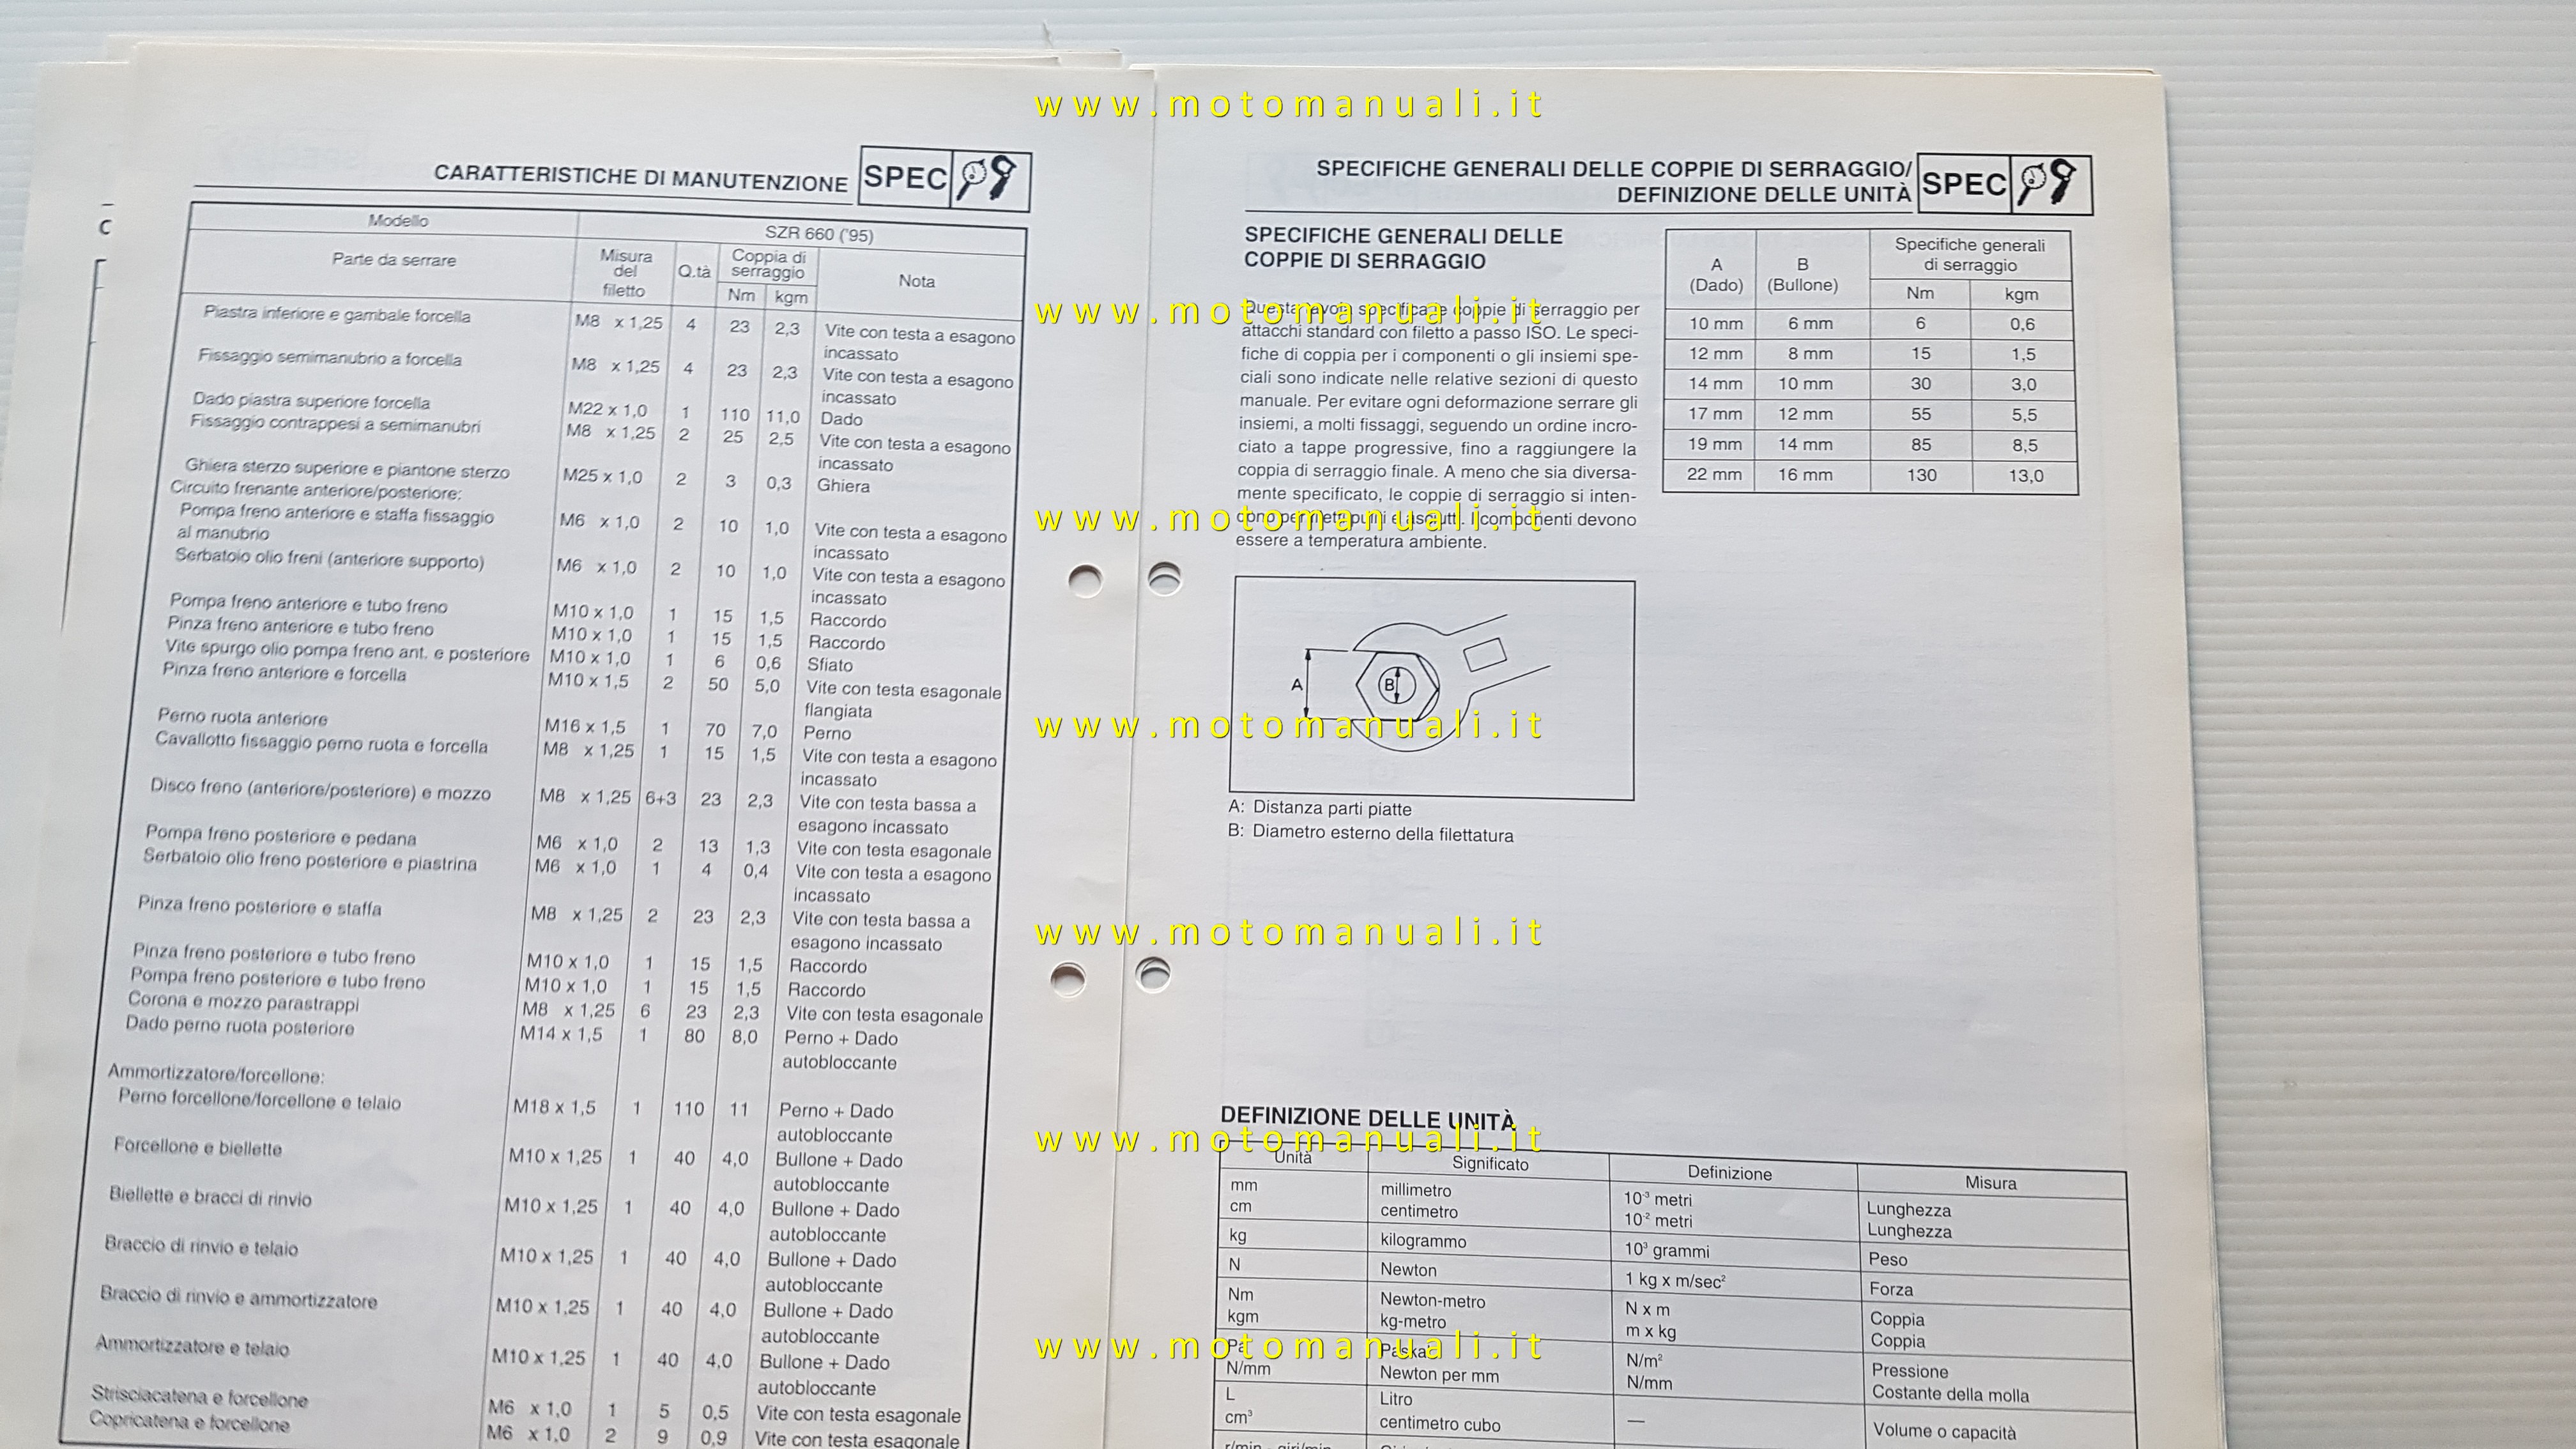 CARATTERISTICHE DI MANUTENZIONE SPEC
Modello SZR 660 ('95)
Parte da serrare Misura del filetto Q.tà Coppia di serraggio Nm kgm Nota
Piastra inferiore e gambale forcella M8 x 1,25 4 23 2,3 Vite con testa a esagono
incassato
Fissaggio semimanubrio a forcella M8 x 1,25 4 23 2,3 Vite con testa a esagono
incassato
Dado piastra superiore forcella M22 x 1,0 1 110 11,0 Dado
Fissaggio contrappesi a semimanubri M8 x 1,25 2 25 2,5 Vite con testa a esagono
incassato
Ghiera sterzo superiore e piantone sterzo M25 x 1,0 2 3 0,3 Ghiera
Circuito frenante anteriore/posteriore:
Pompa freno anteriore e staffa fissaggio M6 x 1,0 2 10 1,0 Vite con testa a esagono
al manubrio incassato
Serbatoio olio freni (anteriore supporto) M6 x 1,0 2 10 1,0 Vite con testa a esagono
incassato
Pompa freno anteriore e tubo freno M10 x 1,0 1 15 1,5 Raccordo
Pinza freno anteriore e tubo freno M10 x 1,0 1 15 1,5 Raccordo
Vite spurgo olio pompa freno ant. e posteriore M10 x 1,0 1 6 0,6 Sfiato
Pinza freno anteriore e forcella M10 x 1,5 2 50 5,0 Vite con testa esagonale
flangiata
Perno ruota anteriore M16 x 1,5 1 70 7,0 Perno
Cavallotto fissaggio perno ruota e forcella M8 x 1,25 1 15 1,5 Vite con testa a esagono
incassato
Disco freno (anteriore/posteriore) e mozzo M8 x 1,25 6+3 23 2,3 Vite con testa bassa a
esagono incassato
Pompa freno posteriore e pedana M6 x 1,0 2 13 1,3 Vite con testa esagonale
Serbatoio olio freno posteriore e piastrina M6 x 1,0 1 4 0,4 Vite con testa a esagono
incassato
Pinza freno posteriore e staffa M8 x 1,25 2 23 2,3 Vite con testa bassa a
esagono incassato
Pinza freno posteriore e tubo freno M10 x 1,0 1 15 1,5 Raccordo
Pompa freno posteriore e tubo freno M10 x 1,0 1 15 1,5 Raccordo
Corona e mozzo parastrappi M8 x 1,25 6 23 2,3 Vite con testa esagonale
Dado perno ruota posteriore M14 x 1,5 1 80 8,0 Perno + Dado
autobloccante
Ammortizzatore/forcellone:
Perno forcellone/forcellone e telaio M18 x 1,5 1 110 11 Perno + Dado
autobloccante
Forcellone e biellette M10 x 1,25 1 40 4,0 Bullone + Dado
autobloccante
Biellette e bracci di rinvio M10 x 1,25 1 40 4,0 Bullone + Dado
autobloccante
Braccio di rinvio e telaio M10 x 1,25 1 40 4,0 Bullone + Dado
autobloccante
Braccio di rinvio e ammortizzatore M10 x 1,25 1 40 4,0 Bullone + Dado
autobloccante
Ammortizzatore e telaio M10 x 1,25 1 40 4,0 Bullone + Dado
autobloccante
Strisciacatena e forcellone M6 x 1,0 1 5 0,5 Vite con testa esagonale
Copricatena e forcellone M6 x 1,0 2 9 0,9 Vite con testa esagonale
www.motomanuali.it
www.motomanuali.it
www.motomanuali.it
www.motomanuali.it
www.motomanuali.it
www.motomanuali.it
www.motomanuali.it
SPECIFICHE GENERALI DELLE COPPIE DI SERRAGGIO/
DEFINIZIONE DELLE UNITÀ SPEC
SPECIFICHE GENERALI DELLE
COPPIE DI SERRAGGIO
specifica coppie di serraggio per
attacchi standard con filetto a passo ISO. Le speci-
fiche di coppia per i componenti o gli insiemi spe-
ciali sono indicate nelle relative sezioni di questo
manuale. Per evitare ogni deformazione serrare gli
insiemi, a molti fissaggi, seguendo un ordine incro-
ciato a tappe progressive, fino a raggiungere la
coppia di serraggio finale. A meno che sia diversa-
mente specificato, le coppie di serraggio si inten-
dono per I componenti devono
essere a temperatura ambiente.
A (Dado) B (Bullone) Specifiche generali di serraggio
Nm kgm
10 mm 6 mm 6 0,6
12 mm 8 mm 15 1,5
14 mm 10 mm 30 3,0
17 mm 12 mm 55 5,5
19 mm 14 mm 85 8,5
22 mm 16 mm 130 13,0
A B
A: Distanza parti piatte
B: Diametro esterno della filettatura
DEFINIZIONE DELLE UNITÀ
Unità Significato Definizione Misura
mm millimetro 10⁻³ metri Lunghezza
cm centimetro 10⁻² metri Lunghezza
kg kilogrammo 10³ grammi Peso
N Newton 1 kg x m/sec² Forza
Nm Newton-metro N x m Coppia
kgm kg-metro m x kg Coppia
Pa N/m² Pressione
N/mm Newton per mm N/mm Costante della molla
L Litro — Volume o capacità
cm³ centimetro cubo
r/min giri/min